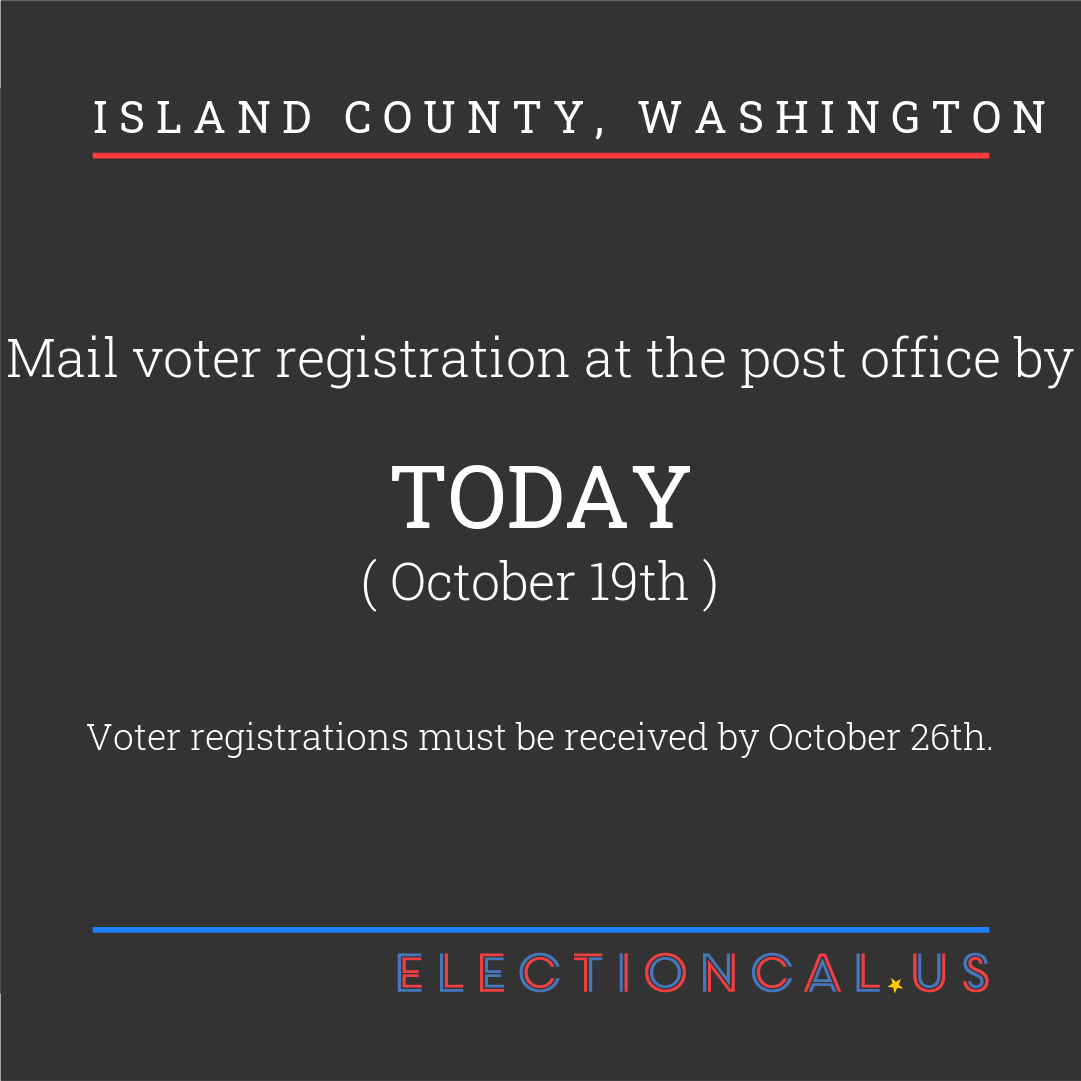 ISLAND COUNTY, WASHINGTON
Mail voter registration at the post office by
TODAY
( October 19th )
Voter registrations must be received by October 26th.
ELECTIONCAL.US